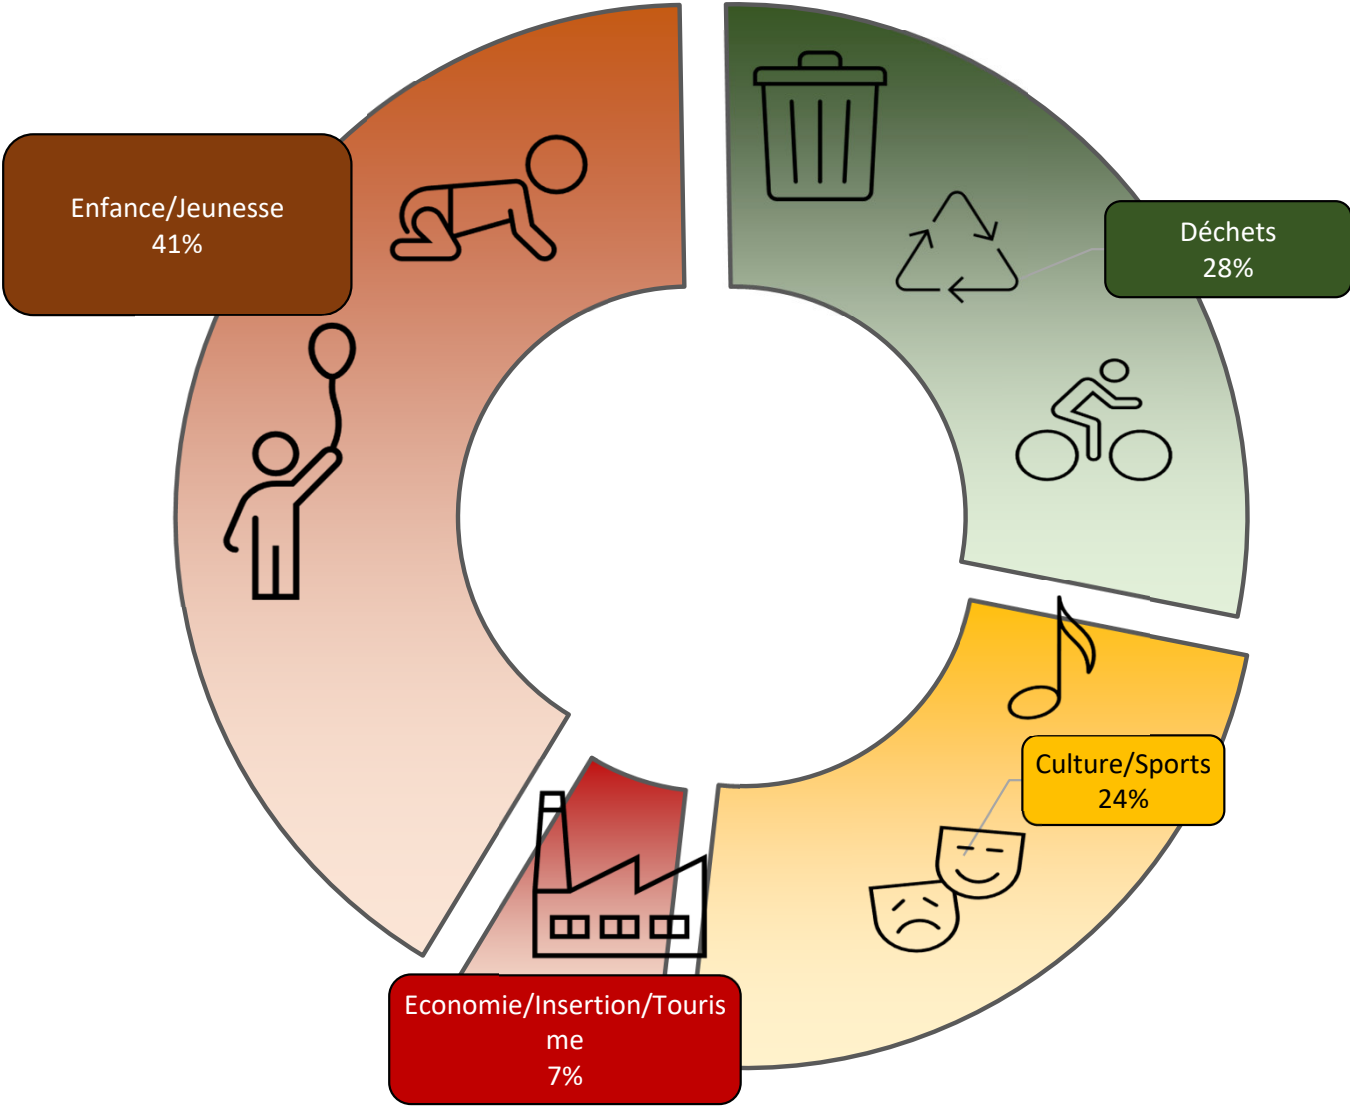 Enfance/Jeunesse
41%
Déchets
28%
Culture/Sports
24%
Economie/Insertion/Touris
me
7%